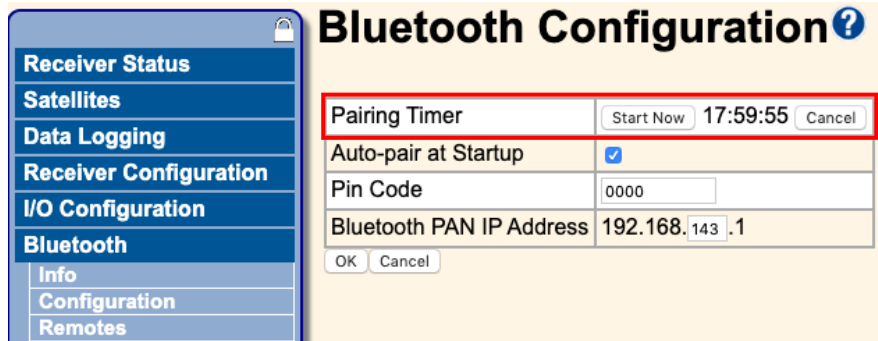 Bluetooth Configuration?
Receiver Status
Satellites
Data Logging
Receiver Configuration
I/O Configuration
Bluetooth
Info
Configuration
Remotes
Pairing Timer Start Now 17:59:55 Cancel
Auto-pair at Startup
Pin Code 0000
Bluetooth PAN IP Address 192.168.143.1
OK Cancel